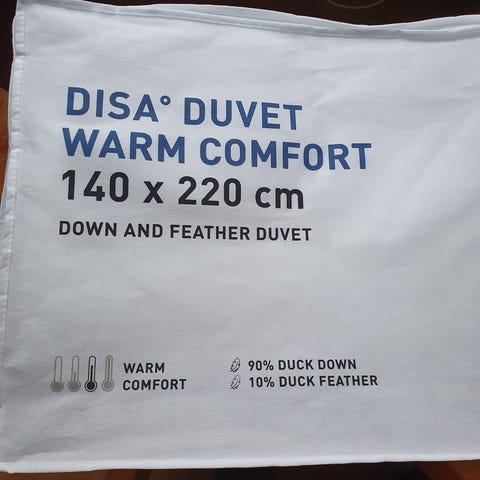 DISA° DUVET
WARM COMFORT
140 x 220 cm
DOWN AND FEATHER DUVET
WARM
COMFORT
90% DUCK DOWN
10% DUCK FEATHER